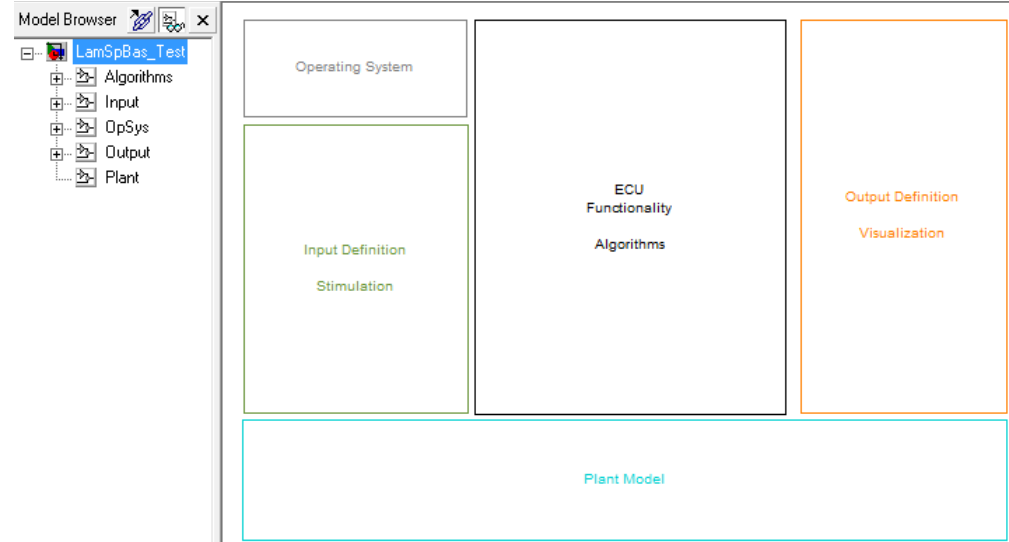 Model Browser
LamSpBas_Test
Algorithms
Input
OpSys
Output
Plant
Operating System
Input Definition
Stimulation
ECU
Functionality
Algorithms
Output Definition
Visualization
Plant Model